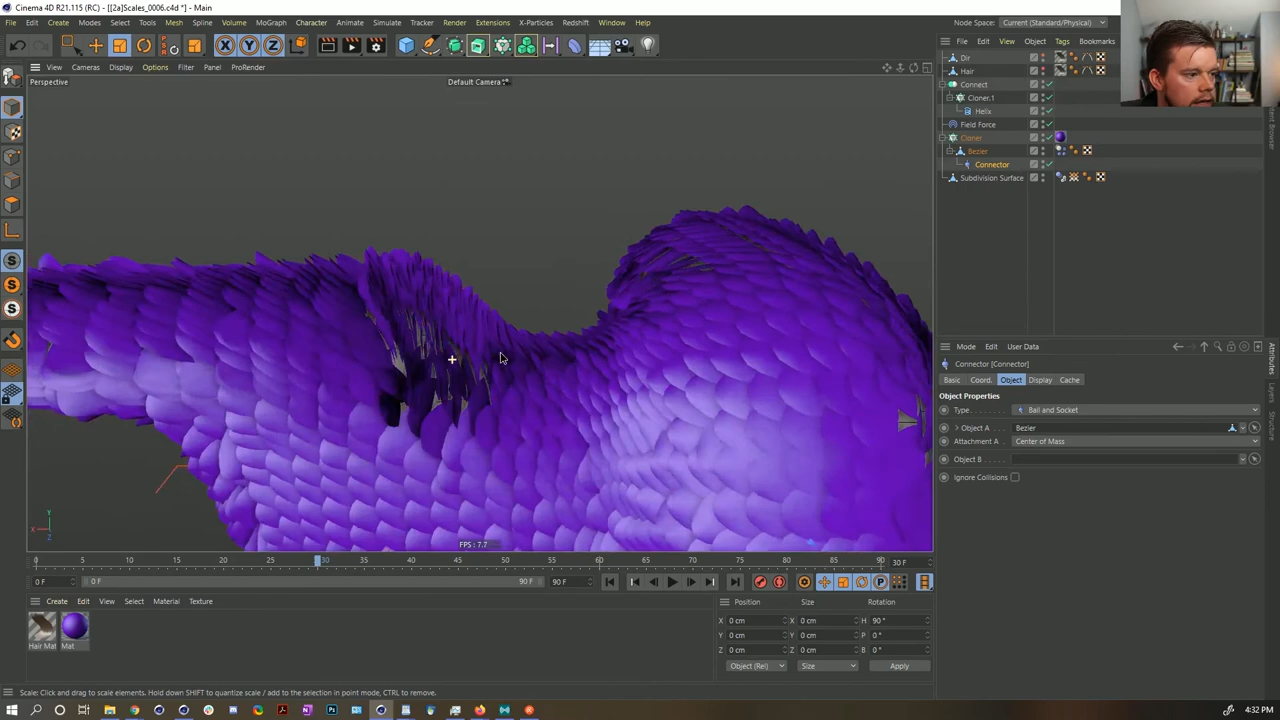 Cinema 4D R21.115 (RC) - [[2a]Scales_0006.c4d *] - Main
File Edit Create Modes Select Tools Mesh Spline Volume MoGraph Character Animate Simulate Tracker Render Extensions X-Particles Redshift Window Help
Node Space: Current (Standard/Physical)
View Cameras Display Options Filter Panel ProRender
Perspective
Default Camera
FPS : 7.7
File Edit View Object Tags Bookmarks
Dir
Hair
Connect
Cloner.1
Helix
Field Force
Cloner
Bezier
Connector
Subdivision Surface
Mode Edit User Data
Connector [Connector]
Basic Coord. Object Display Cache
Object Properties
Type Ball and Socket
Object A Bezier
Attachment A Center of Mass
Object B
Ignore Collisions
Attributes
Layers
Structure
0 5 10 15 20 25 30 35 40 45 50 55 60 65 70 75 80 85 90 30 F
0 F 0 F 90 F 90 F
Create Edit View Select Material Texture
Hair Mat Mat
Position Size Rotation
X 0 cm X 0 cm H 90 °
Y 0 cm Y 0 cm P 0 °
Z 0 cm Z 0 cm B 0 °
Object (Rel) Size Apply
Scale: Click and drag to scale elements. Hold down SHIFT to quantize scale / add to the selection in point mode, CTRL to remove.
4:32 PM